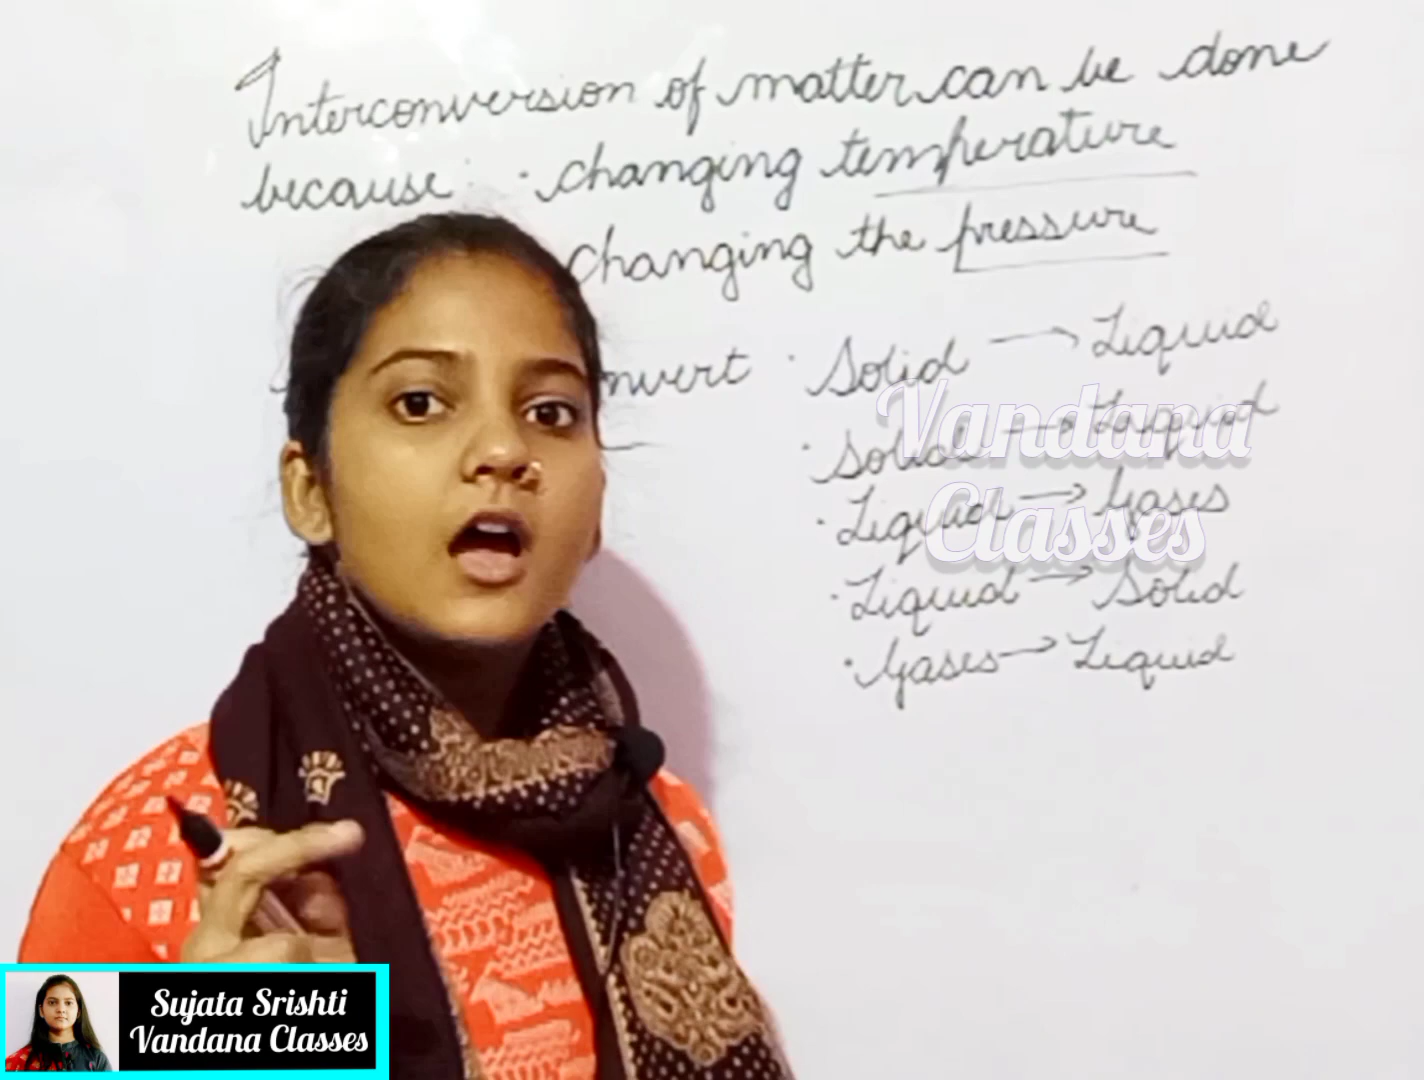 Interconversion of matter can be done
because · changing temperature
changing the pressure
nvert · Solid → Liquid
· Solid → Liquid
· Liquid → Gases
· Liquid → Solid
· Gases → Liquid
Vandana
Classes
Sujata Srishti
Vandana Classes